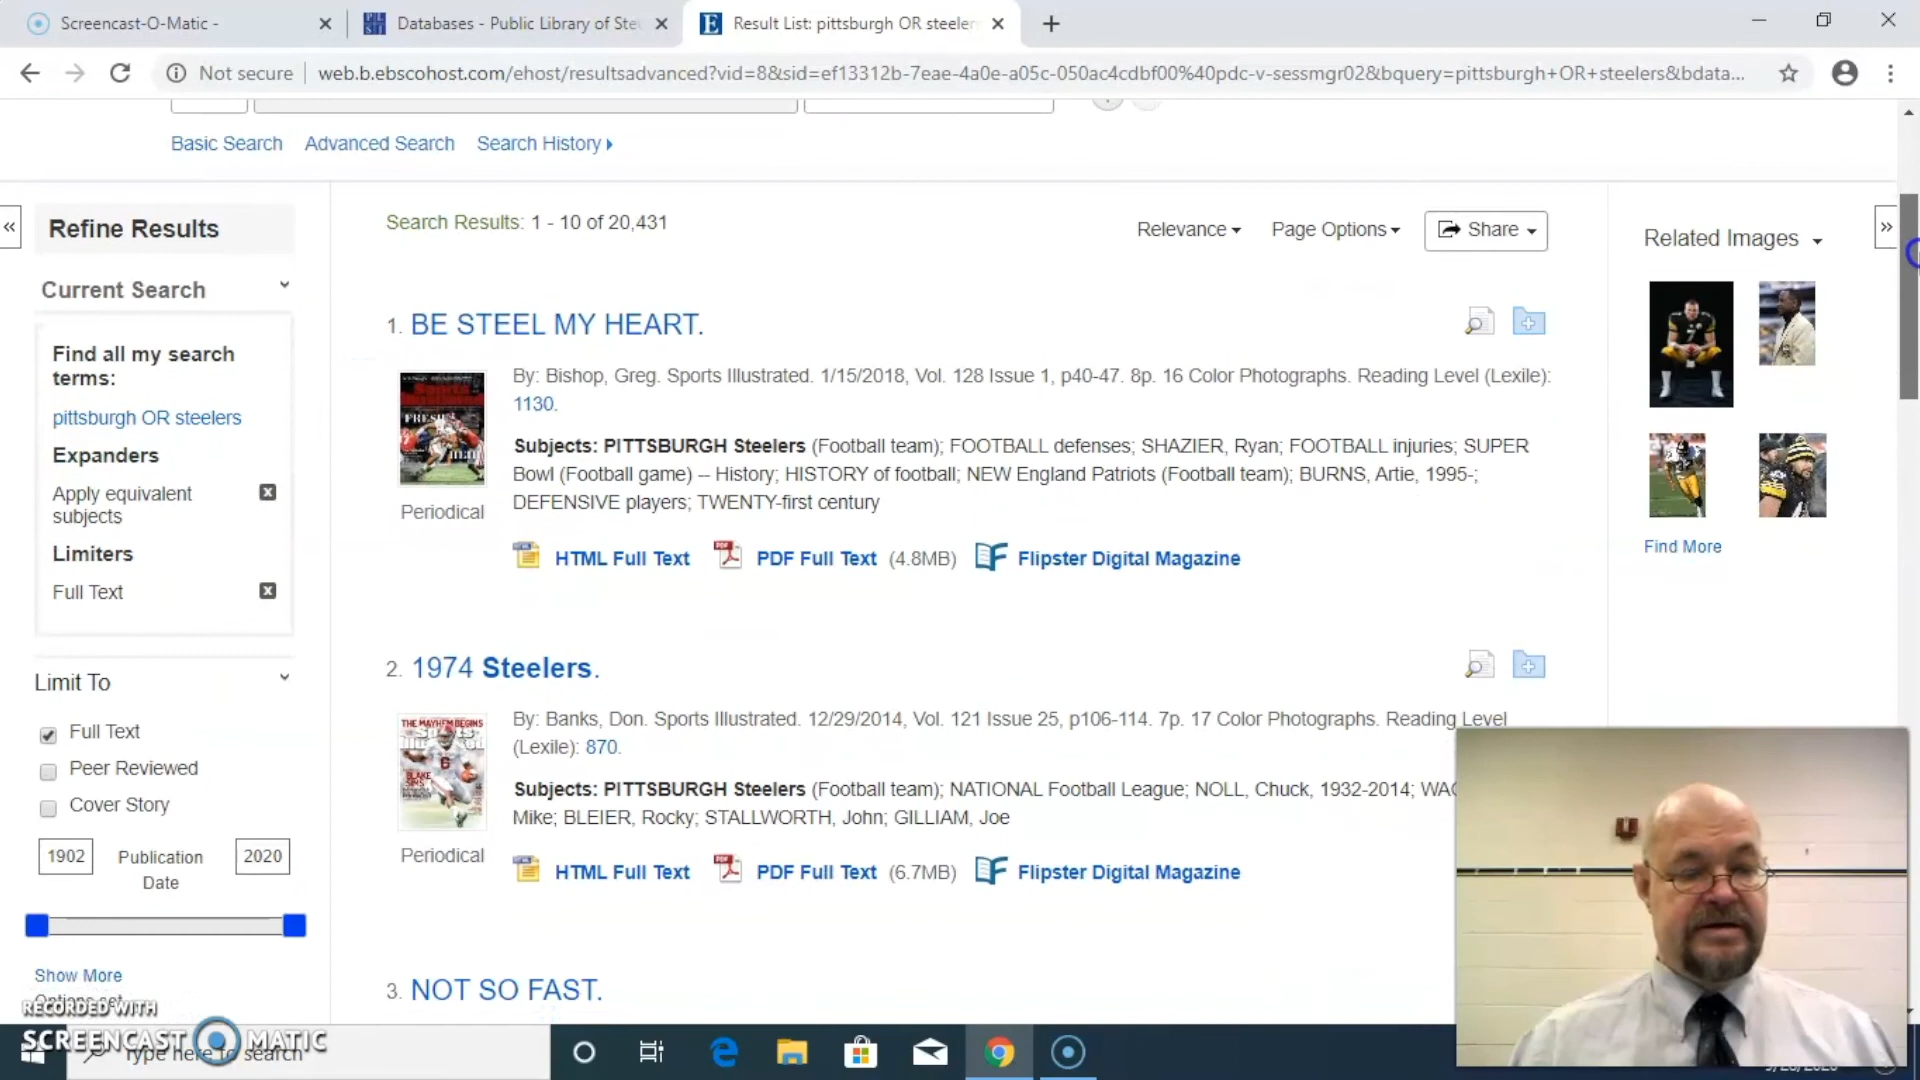 Screencast-O-Matic -
Databases - Public Library of Ste
Result List: pittsburgh OR steeler
Not secure
web.b.ebscohost.com/ehost/resultsadvanced?vid=8&sid=ef13312b-7eae-4a0e-a05c-050ac4cdbf00%40pdc-v-sessmgr02&bquery=pittsburgh+OR+steelers&bdata...
Basic Search
Advanced Search
Search History
Refine Results
Current Search
Find all my search
terms:
pittsburgh OR steelers
Expanders
Apply equivalent
subjects
Limiters
Full Text
Limit To
Full Text
Peer Reviewed
Cover Story
1902
Publication
Date
2020
Show More
Options set
RECORDED WITH
SCREENCAST MATIC
Type here to search
Search Results: 1 - 10 of 20,431
Relevance
Page Options
Share
1. BE STEEL MY HEART.
By: Bishop, Greg. Sports Illustrated. 1/15/2018, Vol. 128 Issue 1, p40-47. 8p. 16 Color Photographs. Reading Level (Lexile):
1130.
Subjects: PITTSBURGH Steelers (Football team); FOOTBALL defenses; SHAZIER, Ryan; FOOTBALL injuries; SUPER
Bowl (Football game) -- History; HISTORY of football; NEW England Patriots (Football team); BURNS, Artie, 1995-;
DEFENSIVE players; TWENTY-first century
Periodical
HTML Full Text
PDF Full Text (4.8MB)
Flipster Digital Magazine
2. 1974 Steelers.
By: Banks, Don. Sports Illustrated. 12/29/2014, Vol. 121 Issue 25, p106-114. 7p. 17 Color Photographs. Reading Level
(Lexile): 870.
Subjects: PITTSBURGH Steelers (Football team); NATIONAL Football League; NOLL, Chuck, 1932-2014; WAG
Mike; BLEIER, Rocky; STALLWORTH, John; GILLIAM, Joe
THE MAYHEM BEGINS
Periodical
HTML Full Text
PDF Full Text (6.7MB)
Flipster Digital Magazine
3. NOT SO FAST.
Related Images
Find More